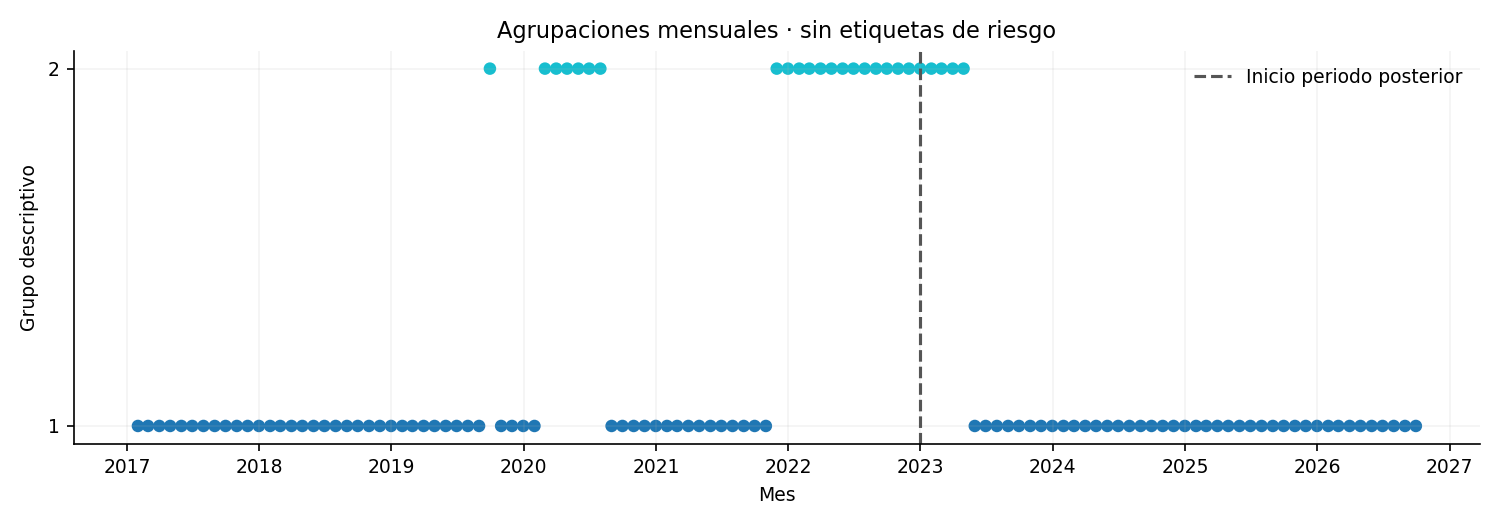 Agrupaciones mensuales · sin etiquetas de riesgo
Inicio periodo posterior
Grupo descriptivo
2
1
2017 2018 2019 2020 2021 2022 2023 2024 2025 2026 2027
Mes